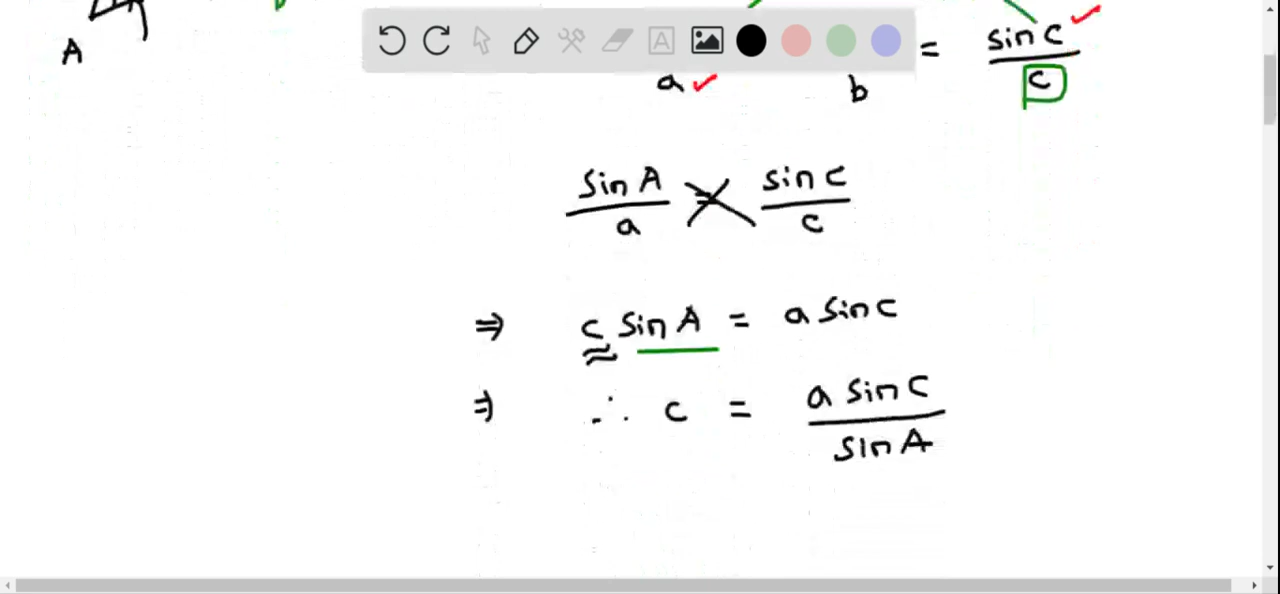 A
= sin C / c
a b
sin A / a = sin C / c
⇒ c sin A = a sin C
⇒ ∴ c = a sin C / sin A